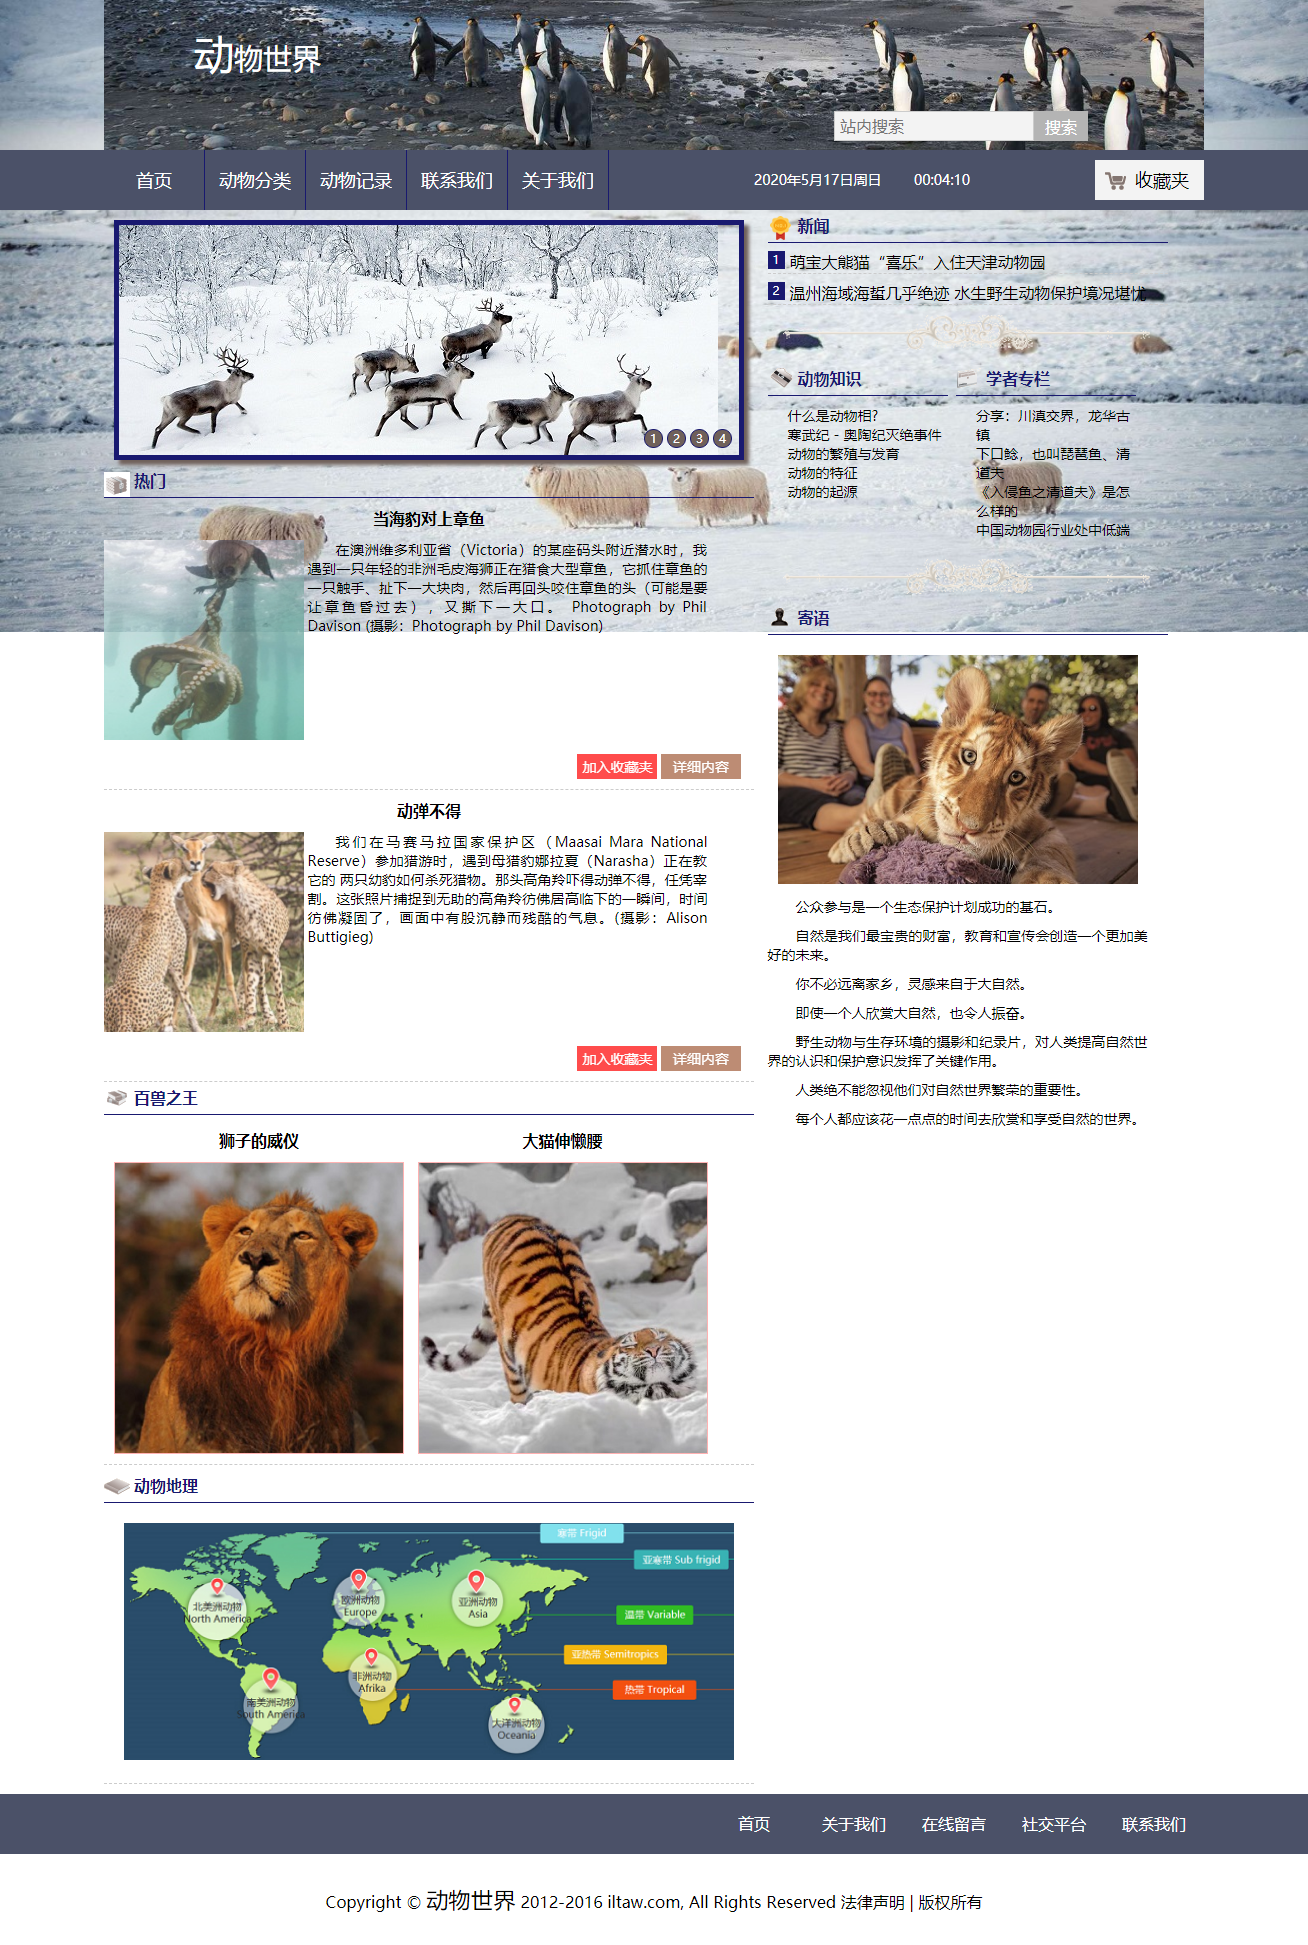 动物世界
站内搜索 搜索
首页 动物分类 动物记录 联系我们 关于我们 2020年5月17日周日 00:04:10 收藏夹
1 2 3 4
热门
当海豹对上章鱼
在澳洲维多利亚省（Victoria）的某座码头附近潜水时，我
遇到一只年轻的非洲毛皮海狮正在猎食大型章鱼，它抓住章鱼的
一只触手、扯下一大块肉，然后再回头咬住章鱼的头（可能是要
让章鱼昏过去），又撕下一大口。 Photograph by Phil
Davison (摄影：Photograph by Phil Davison)
加入收藏夹 详细内容
动弹不得
我们在马赛马拉国家保护区（Maasai Mara National
Reserve）参加猎游时，遇到母猎豹娜拉夏（Narasha）正在教
它的 两只幼豹如何杀死猎物。那头高角羚吓得动弹不得，任凭宰
割。这张照片捕捉到无助的高角羚彷佛居高临下的一瞬间，时间
彷佛凝固了，画面中有股沉静而残酷的气息。(摄影：Alison
Buttigieg)
加入收藏夹 详细内容
百兽之王
狮子的威仪 大猫伸懒腰
动物地理
寒带 Frigid
亚寒带 Sub frigid
温带 Variable
亚热带 Semitropics
热带 Tropical
北美洲动物
North America
欧洲动物
Europe
亚洲动物
Asia
非洲动物
Afrika
南美洲动物
South America
大洋洲动物
Oceania
新闻
1 萌宝大熊猫“喜乐”入住天津动物园
2 温州海域海蜇几乎绝迹 水生野生动物保护境况堪忧
动物知识
什么是动物相?
寒武纪 - 奥陶纪灭绝事件
动物的繁殖与发育
动物的特征
动物的起源
学者专栏
分享：川滇交界，龙华古
镇
下口鲶，也叫琵琶鱼、清
道夫
《入侵鱼之清道夫》是怎
么样的
中国动物园行业处中低端
寄语
公众参与是一个生态保护计划成功的基石。
自然是我们最宝贵的财富，教育和宣传会创造一个更加美
好的未来。
你不必远离家乡，灵感来自于大自然。
即使一个人欣赏大自然，也令人振奋。
野生动物与生存环境的摄影和纪录片，对人类提高自然世
界的认识和保护意识发挥了关键作用。
人类绝不能忽视他们对自然世界繁荣的重要性。
每个人都应该花一点点的时间去欣赏和享受自然的世界。
首页 关于我们 在线留言 社交平台 联系我们
Copyright © 动物世界 2012-2016 iltaw.com, All Rights Reserved 法律声明 | 版权所有